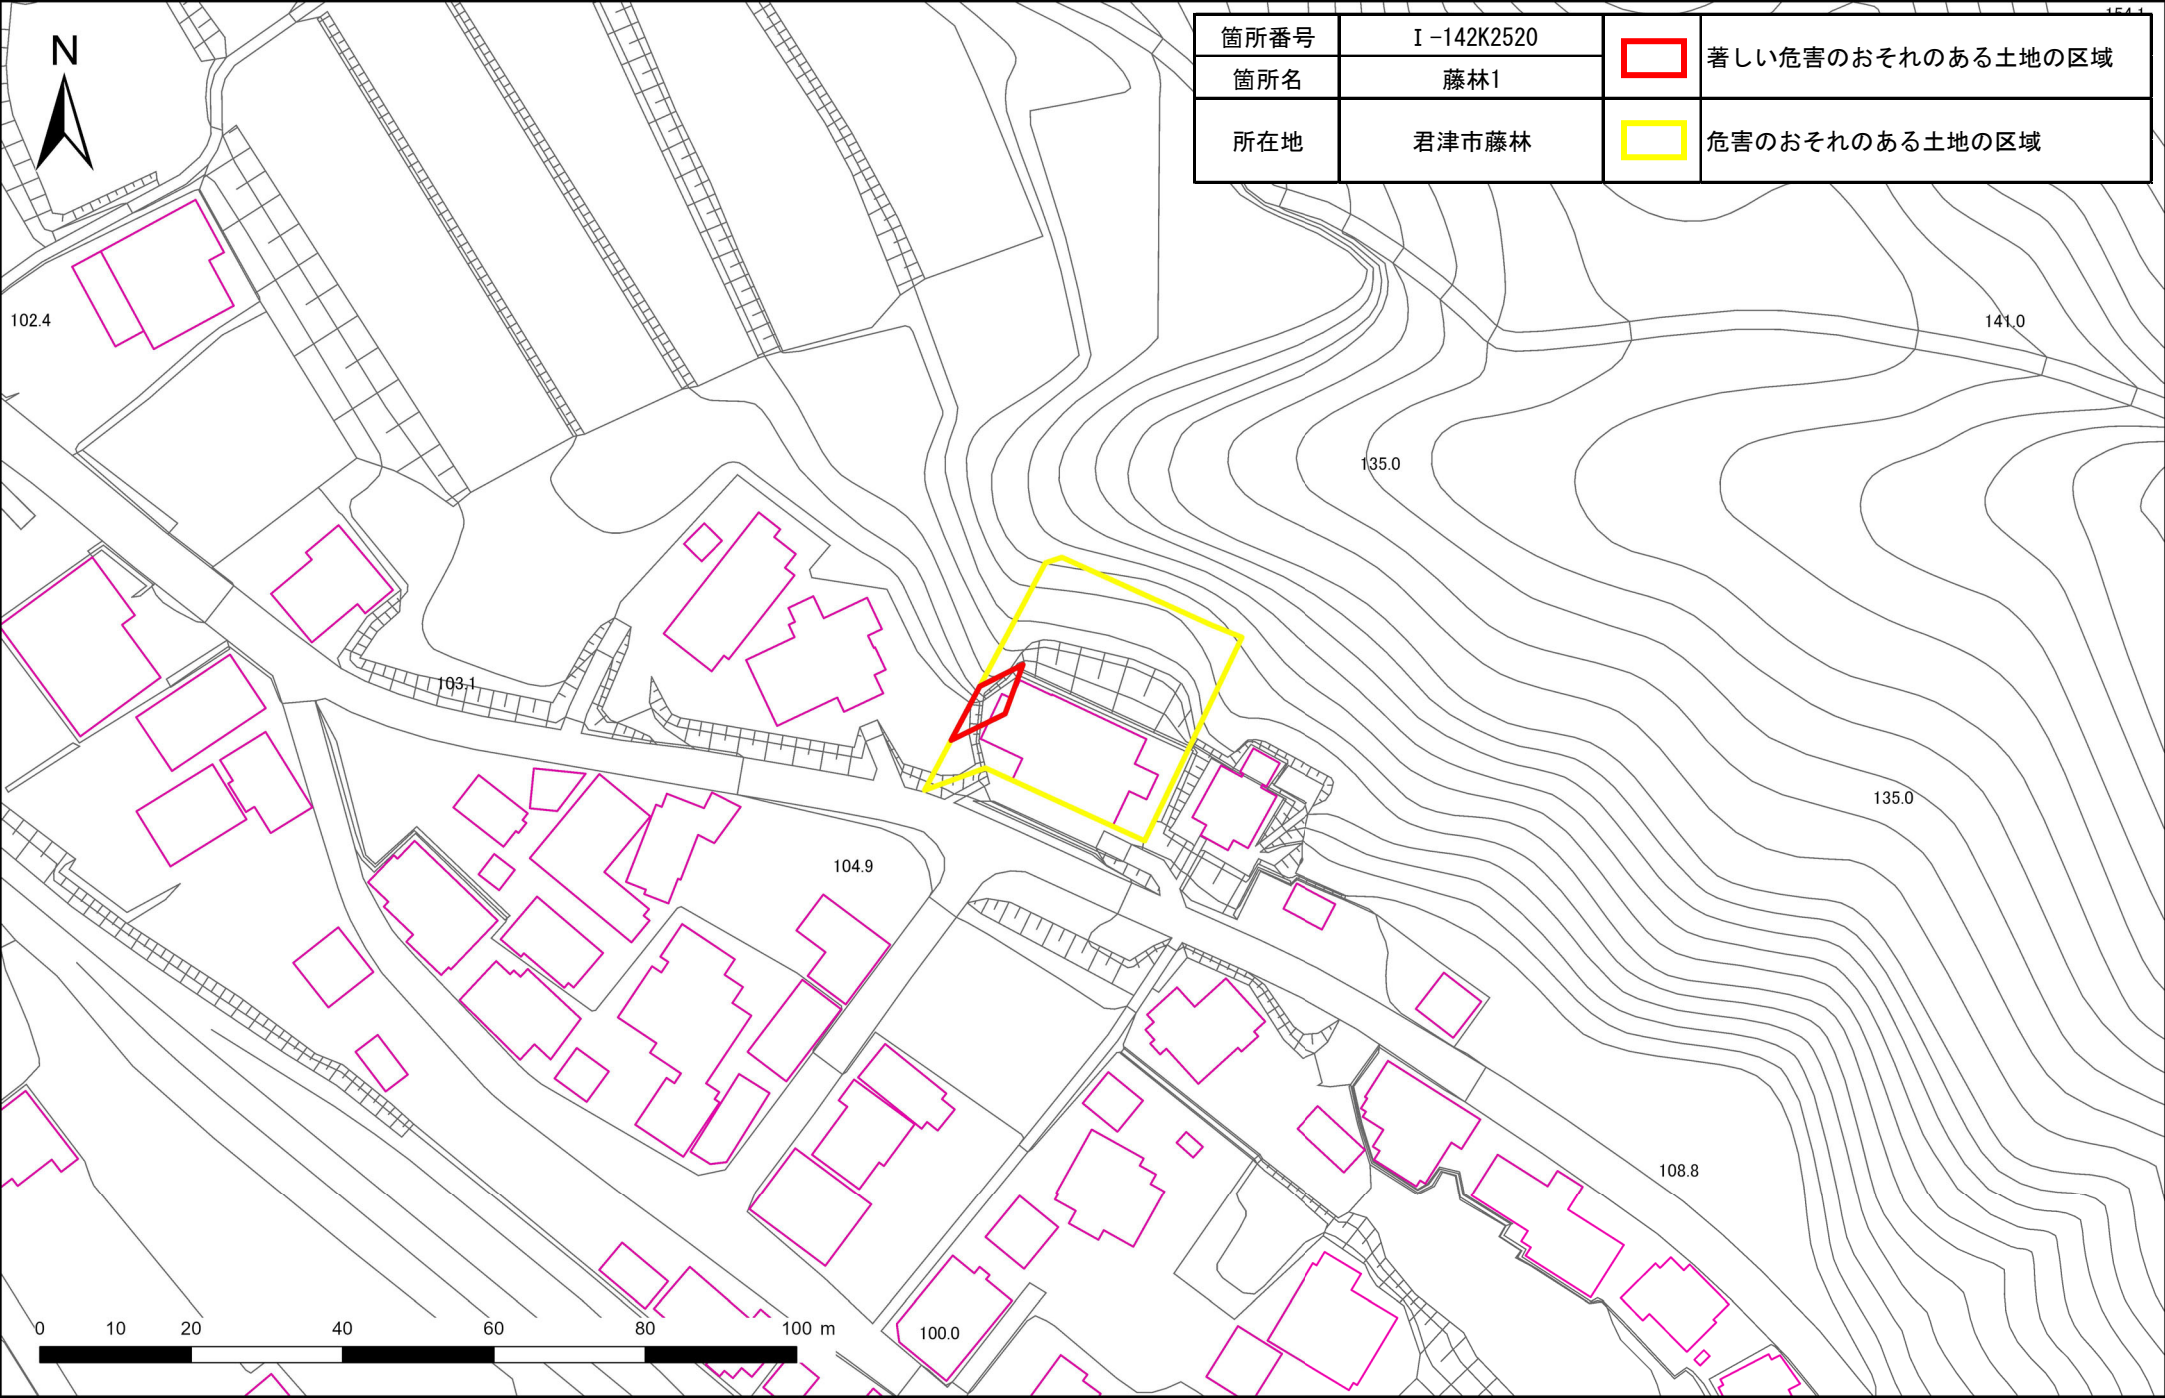 N
箇所番号 Ⅰ-142K2520
箇所名 藤林1
所在地 君津市藤林
著しい危害のおそれのある土地の区域
危害のおそれのある土地の区域
154.1
102.4
141.0
135.0
103.1
135.0
104.9
108.8
100.0
0 10 20 40 60 80 100 m